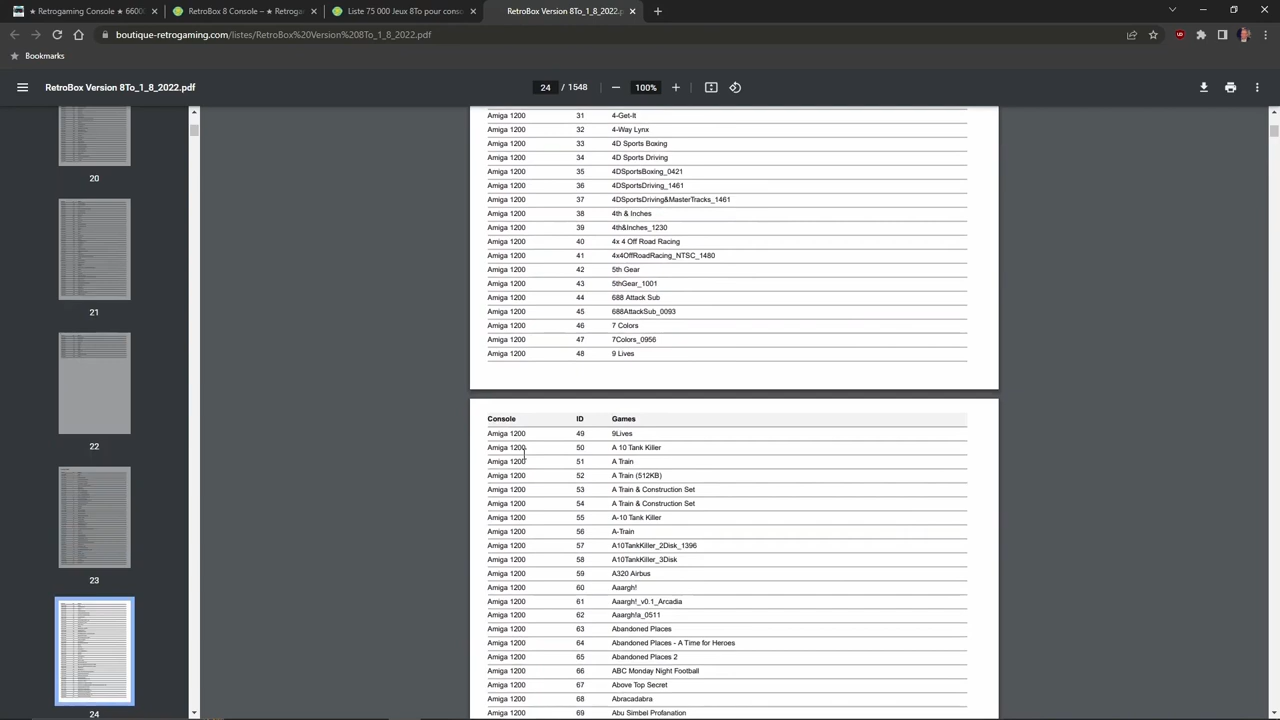 ★ Retrogaming Console ★ 6600
RetroBox 8 Console – ★ Retrogam
Liste 75 000 Jeux 8To pour conso
RetroBox Version 8To_1_8_2022.p
boutique-retrogaming.com/listes/RetroBox%20Version%208To_1_8_2022.pdf
Bookmarks
RetroBox Version 8To_1_8_2022.pdf
24 / 1548
100%
20
21
22
23
24
Amiga 1200 31 4-Get-It
Amiga 1200 32 4-Way Lynx
Amiga 1200 33 4D Sports Boxing
Amiga 1200 34 4D Sports Driving
Amiga 1200 35 4DSportsBoxing_0421
Amiga 1200 36 4DSportsDriving_1461
Amiga 1200 37 4DSportsDriving&MasterTracks_1461
Amiga 1200 38 4th & Inches
Amiga 1200 39 4th&Inches_1230
Amiga 1200 40 4x 4 Off Road Racing
Amiga 1200 41 4x4OffRoadRacing_NTSC_1480
Amiga 1200 42 5th Gear
Amiga 1200 43 5thGear_1001
Amiga 1200 44 688 Attack Sub
Amiga 1200 45 688AttackSub_0093
Amiga 1200 46 7 Colors
Amiga 1200 47 7Colors_0956
Amiga 1200 48 9 Lives
Console ID Games
Amiga 1200 49 9Lives
Amiga 1200 50 A 10 Tank Killer
Amiga 1200 51 A Train
Amiga 1200 52 A Train (512KB)
Amiga 1200 53 A Train & Construction Set
Amiga 1200 54 A Train & Construction Set
Amiga 1200 55 A-10 Tank Killer
Amiga 1200 56 A-Train
Amiga 1200 57 A10TankKiller_2Disk_1396
Amiga 1200 58 A10TankKiller_3Disk
Amiga 1200 59 A320 Airbus
Amiga 1200 60 Aaargh!
Amiga 1200 61 Aaargh!_v0.1_Arcadia
Amiga 1200 62 Aaargh!a_0511
Amiga 1200 63 Abandoned Places
Amiga 1200 64 Abandoned Places - A Time for Heroes
Amiga 1200 65 Abandoned Places 2
Amiga 1200 66 ABC Monday Night Football
Amiga 1200 67 Above Top Secret
Amiga 1200 68 Abracadabra
Amiga 1200 69 Abu Simbel Profanation